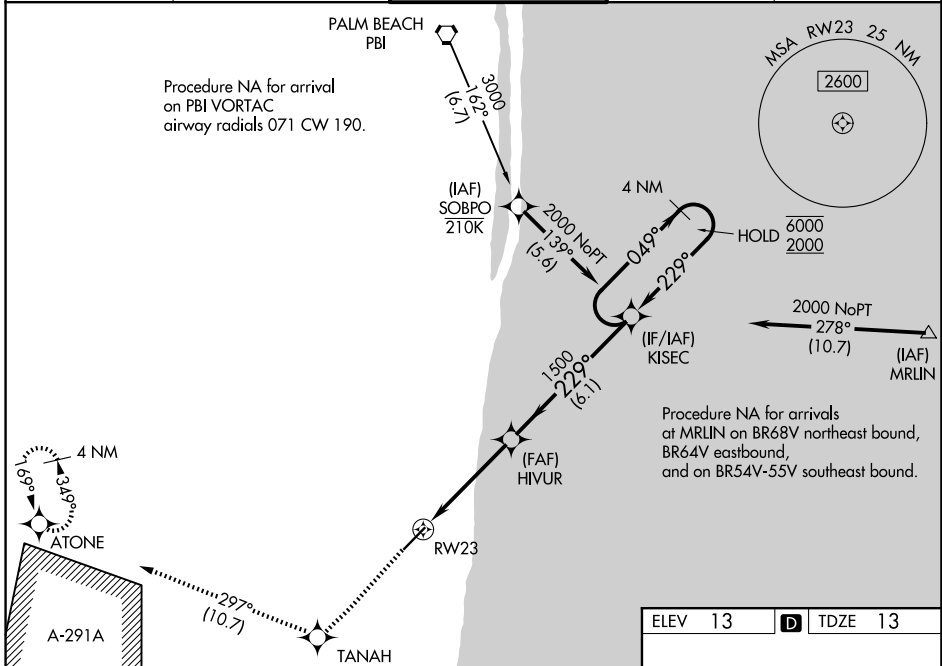 PALM BEACH
PBI
Procedure NA for arrival
on PBI VORTAC
airway radials 071 CW 190.
3000
162°
(6.7)
MSA RW23 25 NM
2600
(IAF)
SOBPO
210K
2000 NoPT
139°
(5.6)
4 NM
049°
229°
HOLD
6000
2000
(IF/IAF)
KISEC
2000 NoPT
278°
(10.7)
(IAF)
MRLIN
1500
229°
(6.1)
Procedure NA for arrivals
at MRLIN on BR68V northeast bound,
BR64V eastbound,
and on BR54V-55V southeast bound.
(FAF)
HIVUR
4 NM
169°
349°
ATONE
RW23
297°
(10.7)
A-291A
TANAH
ELEV 13 D TDZE 13